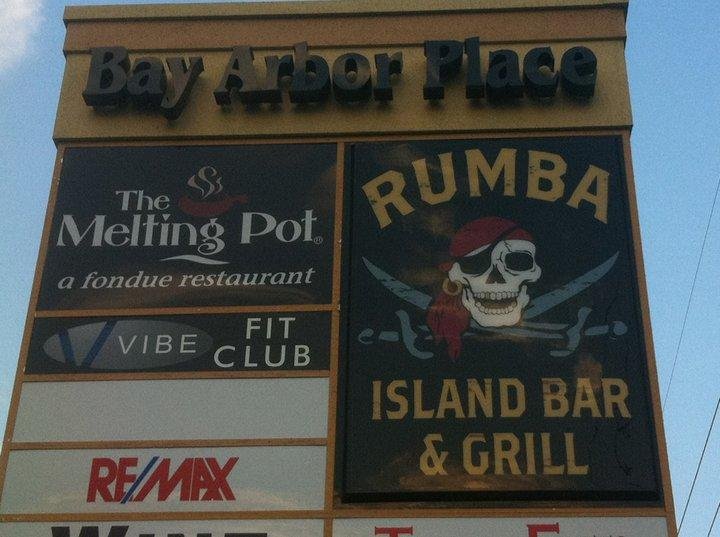 Bay Arbor Place
The
Melting Pot®
a fondue restaurant
VIBE
FIT
CLUB
RE/MAX
RUMBA
ISLAND BAR
& GRILL